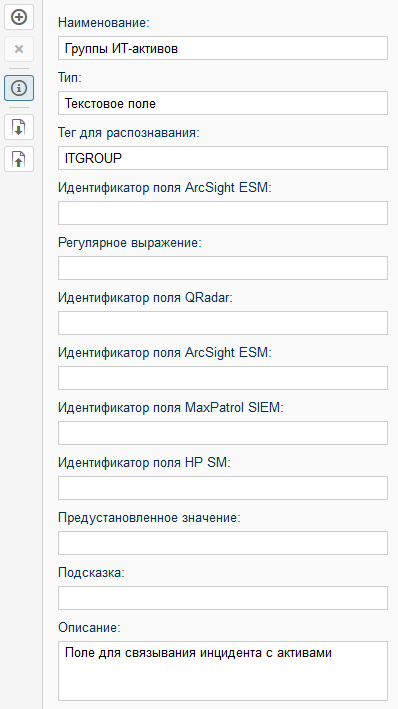 Наименование:
Группы ИТ-активов
Тип:
Текстовое поле
Тег для распознавания:
ITGROUP
Идентификатор поля ArcSight ESM:
Регулярное выражение:
Идентификатор поля QRadar:
Идентификатор поля ArcSight ESM:
Идентификатор поля MaxPatrol SIEM:
Идентификатор поля HP SM:
Предустановленное значение:
Подсказка:
Описание:
Поле для связывания инцидента с активами